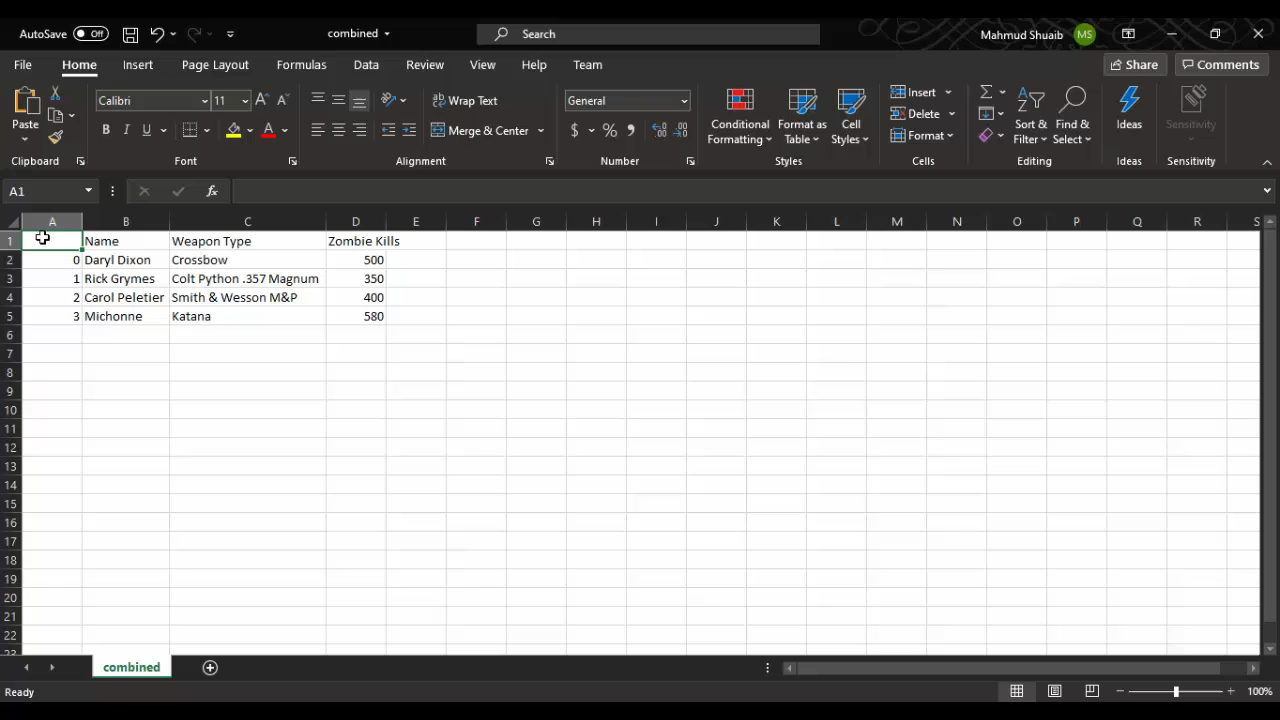 AutoSave Off combined Search Mahmud Shuaib MS
File Home Insert Page Layout Formulas Data Review View Help Team Share Comments
Paste Calibri 11 A A ab Wrap Text General Conditional Formatting Format as Table Cell Styles Insert Sort & Filter Find & Select Ideas Sensitivity
B I U A Merge & Center $ % Delete
Format
Clipboard Font Alignment Number Styles Cells Editing Ideas Sensitivity
A1 fx
A B C D E F G H I J K L M N O P Q R S
1 Name Weapon Type Zombie Kills
2 0 Daryl Dixon Crossbow 500
3 1 Rick Grymes Colt Python .357 Magnum 350
4 2 Carol Peletier Smith & Wesson M&P 400
5 3 Michonne Katana 580
6
7
8
9
10
11
12
13
14
15
16
17
18
19
20
21
22
23
combined
Ready 100%